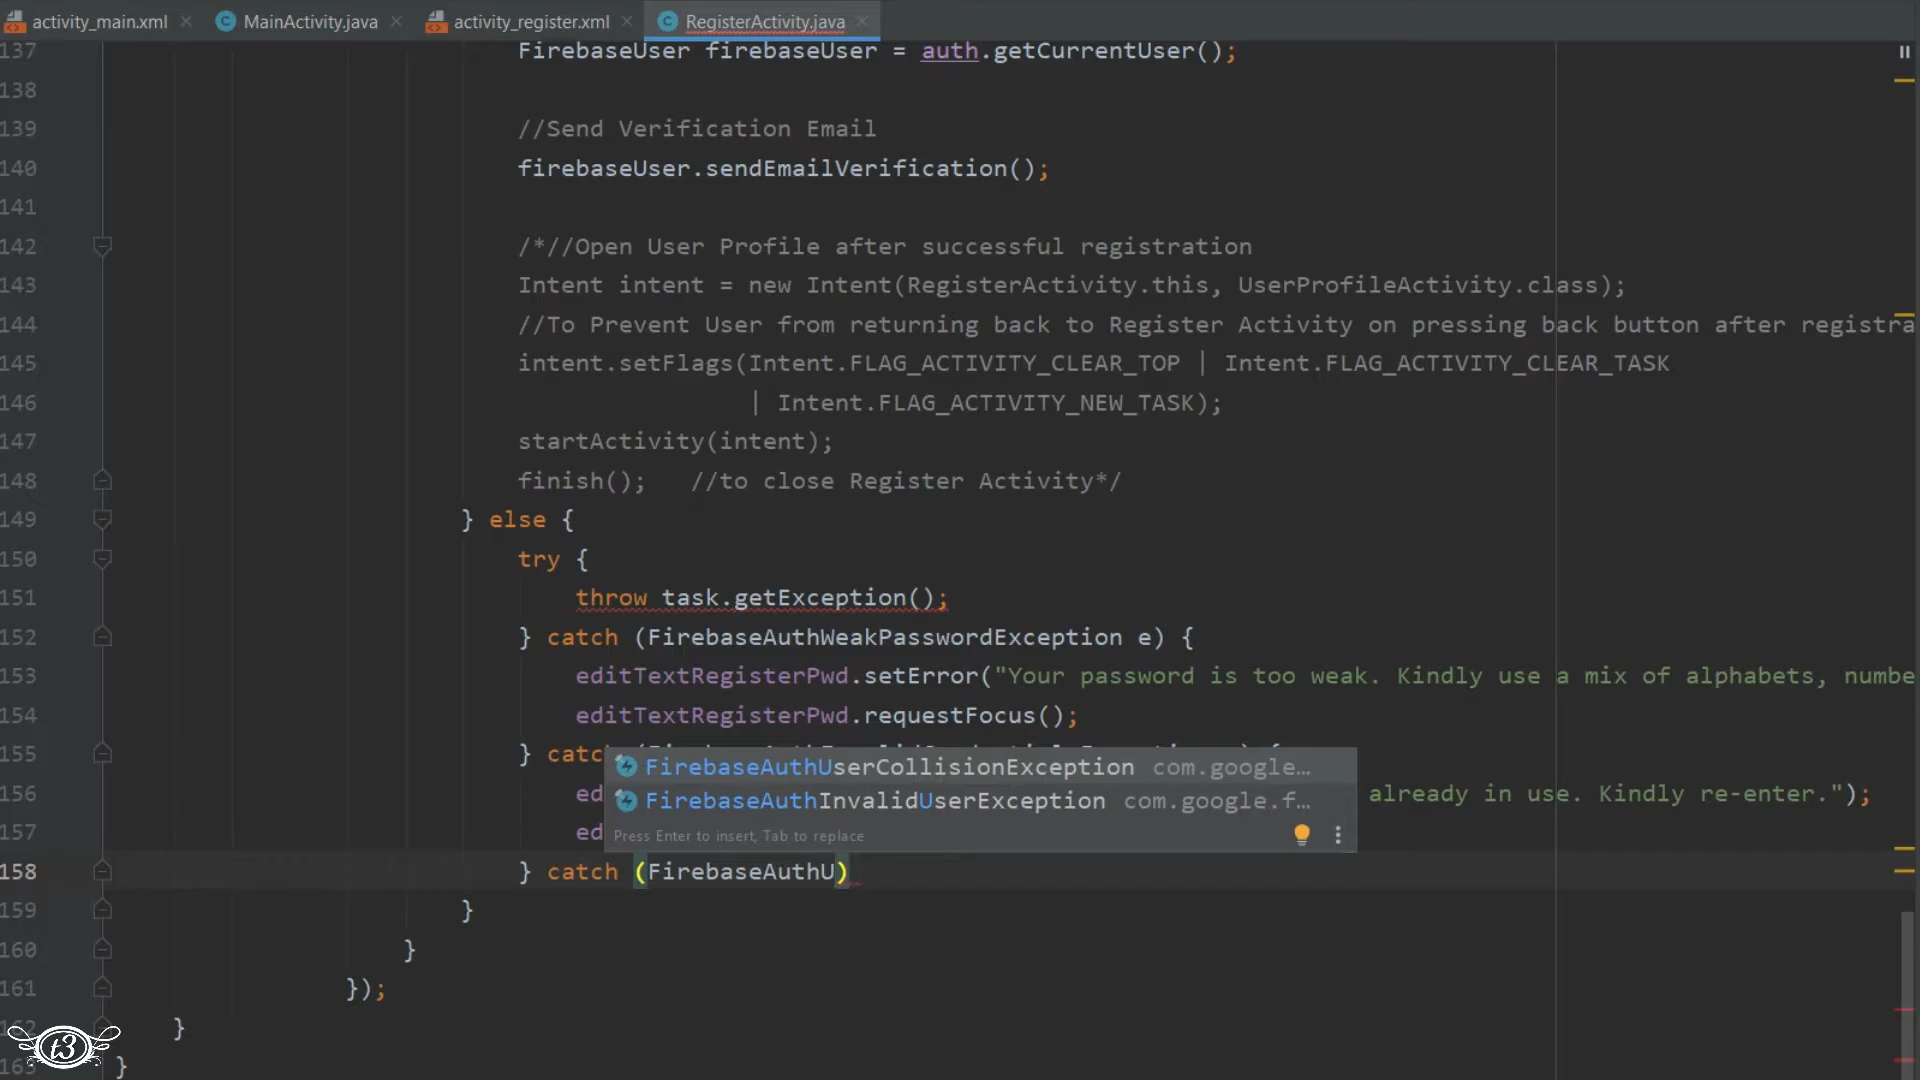 activity_main.xml MainActivity.java activity_register.xml RegisterActivity.java
137 FirebaseUser firebaseUser = auth.getCurrentUser();
138
139 //Send Verification Email
140 firebaseUser.sendEmailVerification();
141
142 /*//Open User Profile after successful registration
143 Intent intent = new Intent(RegisterActivity.this, UserProfileActivity.class);
144 //To Prevent User from returning back to Register Activity on pressing back button after registra
145 intent.setFlags(Intent.FLAG_ACTIVITY_CLEAR_TOP | Intent.FLAG_ACTIVITY_CLEAR_TASK
146 | Intent.FLAG_ACTIVITY_NEW_TASK);
147 startActivity(intent);
148 finish(); //to close Register Activity*/
149 } else {
150 try {
151 throw task.getException();
152 } catch (FirebaseAuthWeakPasswordException e) {
153 editTextRegisterPwd.setError("Your password is too weak. Kindly use a mix of alphabets, numbe
154 editTextRegisterPwd.requestFocus();
155 } catc
FirebaseAuthUserCollisionException com.google...
FirebaseAuthInvalidUserException com.google.f...
156 ed already in use. Kindly re-enter.");
157 ed
Press Enter to insert, Tab to replace
158 } catch (FirebaseAuthU)
159 }
160 }
161 });
162 }
163 }
t3